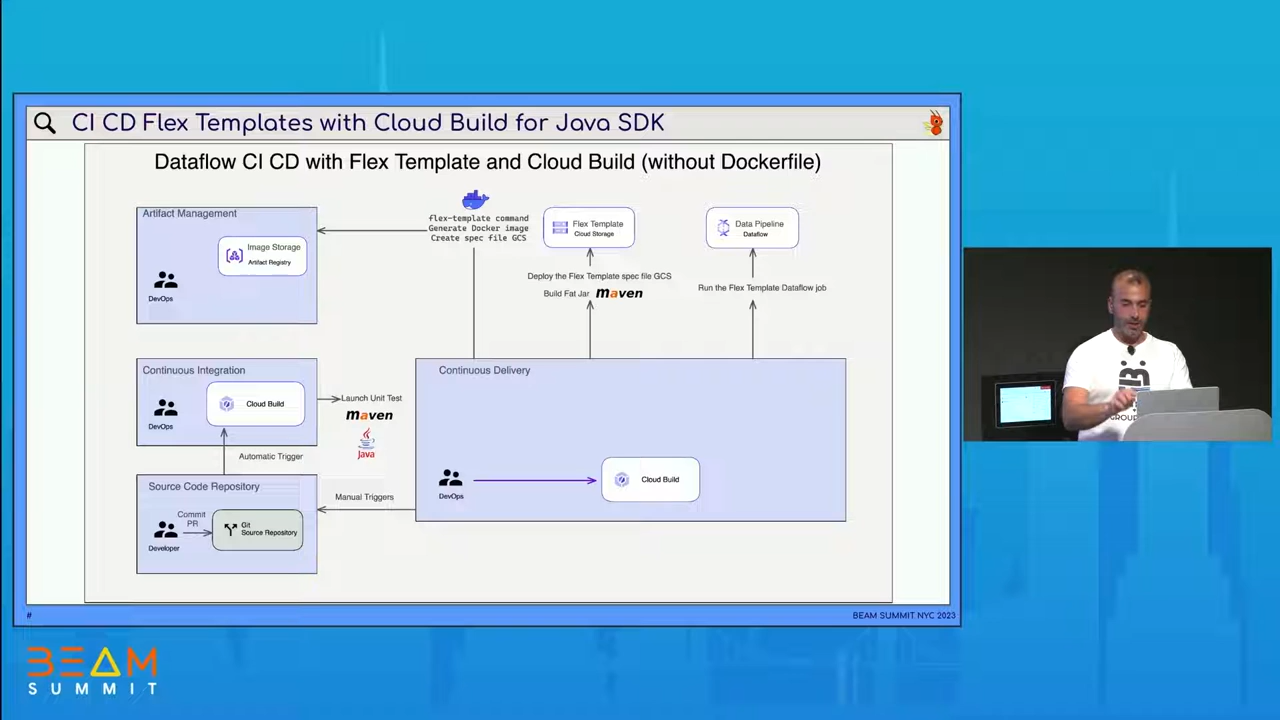 CI CD Flex Templates with Cloud Build for Java SDK
Dataflow CI CD with Flex Template and Cloud Build (without Dockerfile)
Artifact Management
Image Storage
Artifact Registry
DevOps
flex-template command
Generate Docker image
Create spec file GCS
Flex Template
Cloud Storage
Data Pipeline
Dataflow
Deploy the Flex Template spec file GCS
Build Fat Jar maven
Run the Flex Template Dataflow job
Continuous Integration
Cloud Build
DevOps
Launch Unit Test
maven
Java
Automatic Trigger
Continuous Delivery
DevOps
Cloud Build
Source Code Repository
Commit
PR
Developer
Git
Source Repository
Manual Triggers
#
BEAM SUMMIT NYC 2023
GROUP
BEAM
SUMMIT